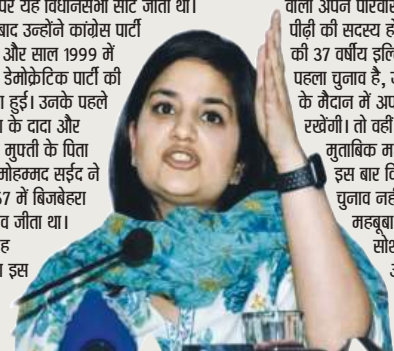 पर यह विधानसभा सीट जीती थी।
बाद उन्होंने कांग्रेस पार्टी
और साल 1999 में
डेमोक्रेटिक पार्टी की
हुई। उनके पहले
के दादा और
मुफ्ती के पिता
मोहम्मद सईद ने
67 में बिजबेहरा
व जीता था।
इस
वाली अपने परिवार
पीढ़ी की सदस्य हो
की 37 वर्षीय इल्ति
पहला चुनाव है,
के मैदान में अप
रखेंगी। तो वहीं
मुताबिक म
इस बार वि
चुनाव नहीं
महबूबा